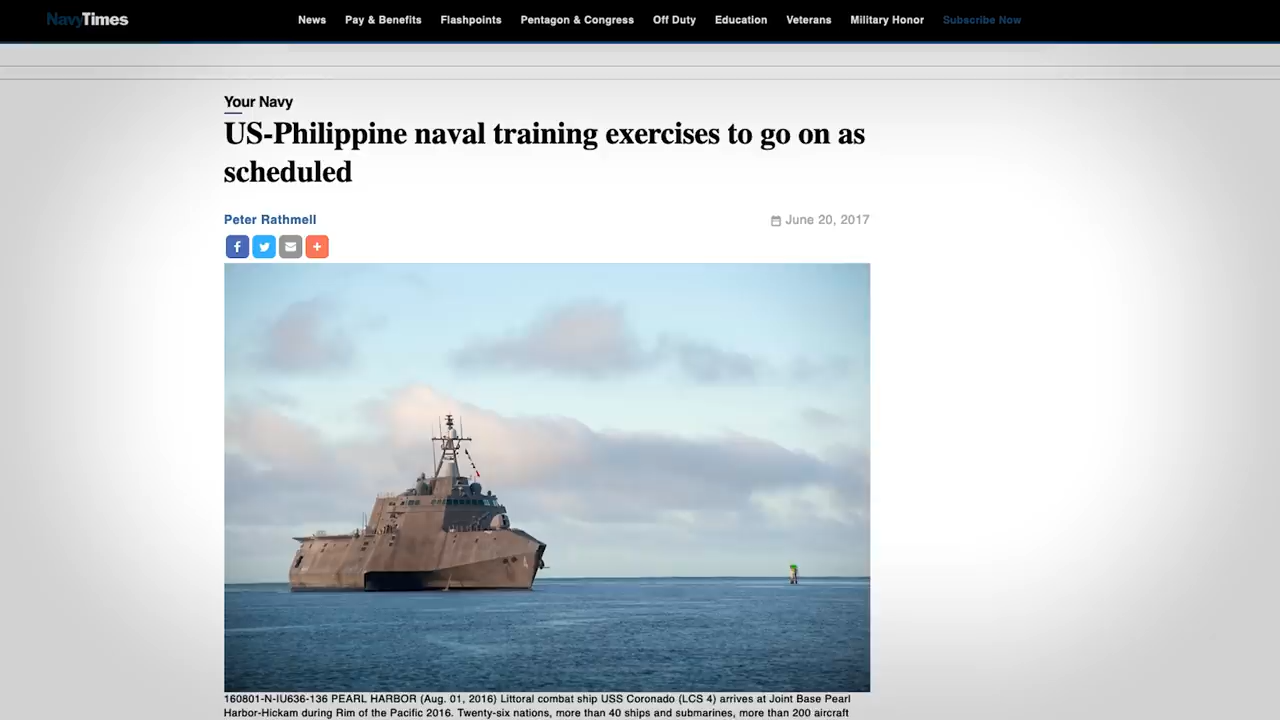 NavyTimes
News Pay & Benefits Flashpoints Pentagon & Congress Off Duty Education Veterans Military Honor Subscribe Now
Your Navy
US-Philippine naval training exercises to go on as
scheduled
Peter Rathmell
June 20, 2017
4
160801-N-IU636-136 PEARL HARBOR (Aug. 01, 2016) Littoral combat ship USS Coronado (LCS 4) arrives at Joint Base Pearl
Harbor-Hickam during Rim of the Pacific 2016. Twenty-six nations, more than 40 ships and submarines, more than 200 aircraft